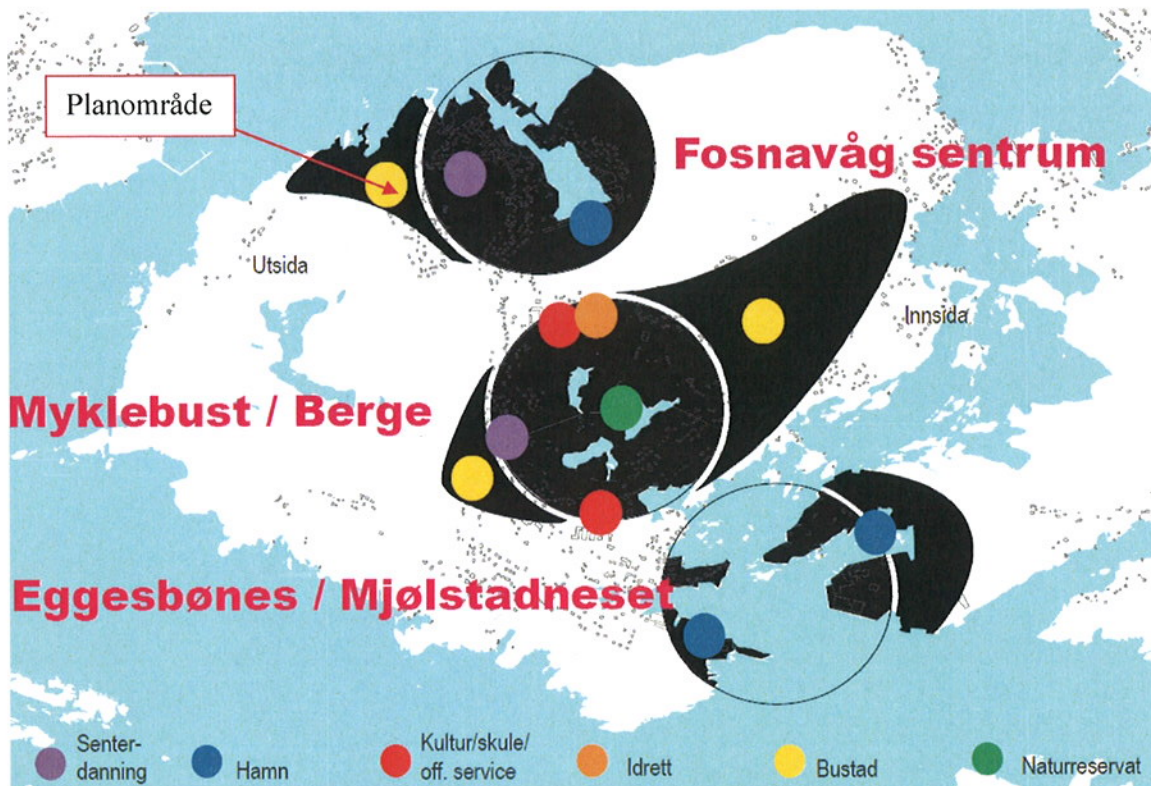 Planområde
Fosnavåg sentrum
Utsida
Innsida
Myklebust / Berge
Eggesbønes / Mjølstadneset
Senter-
danning
Hamn
Kultur/skule/
off. service
Idrett
Bustad
Naturreservat